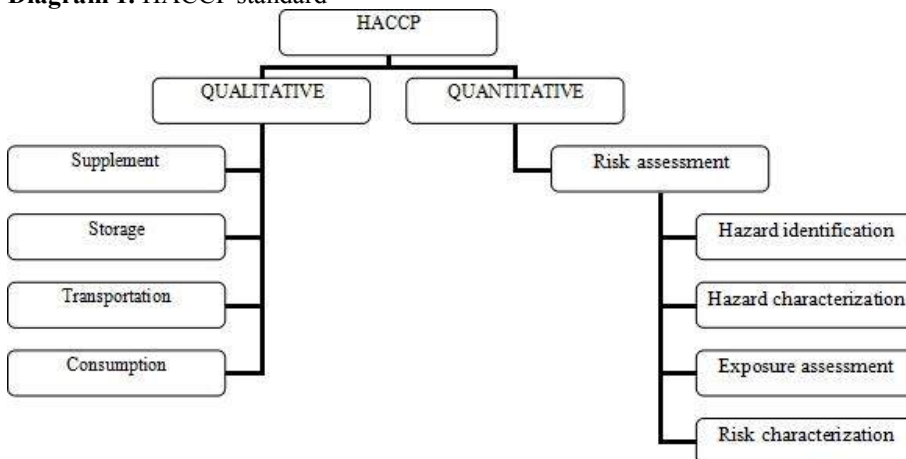 Diagram 1. HACCP standard
HACCP
QUALITATIVE
QUANTITATIVE
Supplement
Storage
Transportation
Consumption
Risk assessment
Hazard identification
Hazard characterization
Exposure assessment
Risk characterization